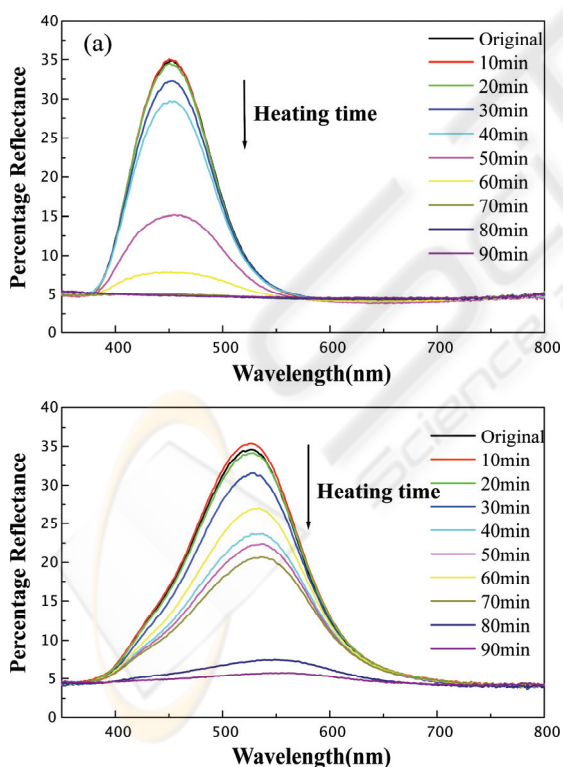 (a)
40
35
30
25
20
15
10
5
0
Percentage Reflectance
400 500 600 700 800
Wavelength(nm)
Original
10min
20min
30min
40min
50min
60min
70min
80min
90min
Heating time
40
35
30
25
20
15
10
5
0
Percentage Reflectance
400 500 600 700 800
Wavelength(nm)
Original
10min
20min
30min
40min
50min
60min
70min
80min
90min
Heating time
Science a